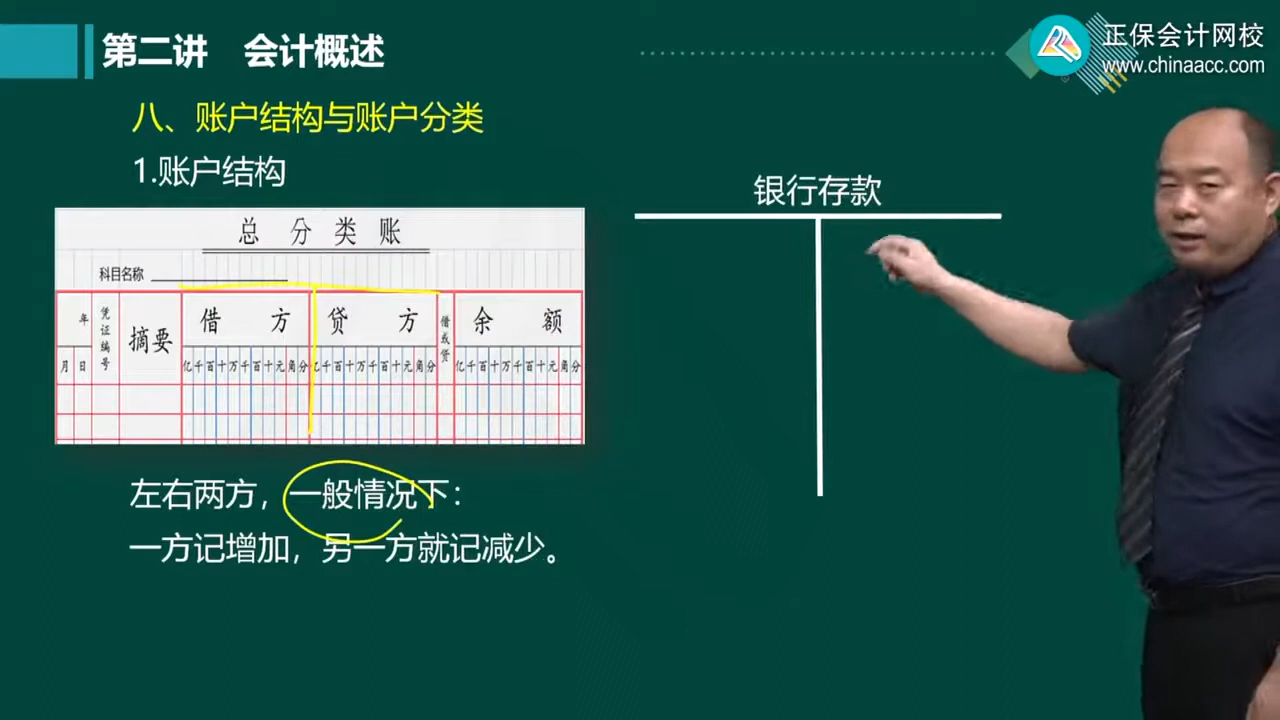 第二讲 会计概述
正保会计网校
www.chinaacc.com
八、账户结构与账户分类
1.账户结构
总分类账
科目名称
年
凭证编号
摘要
借方
贷方
借或贷
余额
月 日
亿千百十万千百十元角分
亿千百十万千百十元角分
亿千百十万千百十元角分
左右两方，一般情况下：
一方记增加，另一方就记减少。
银行存款